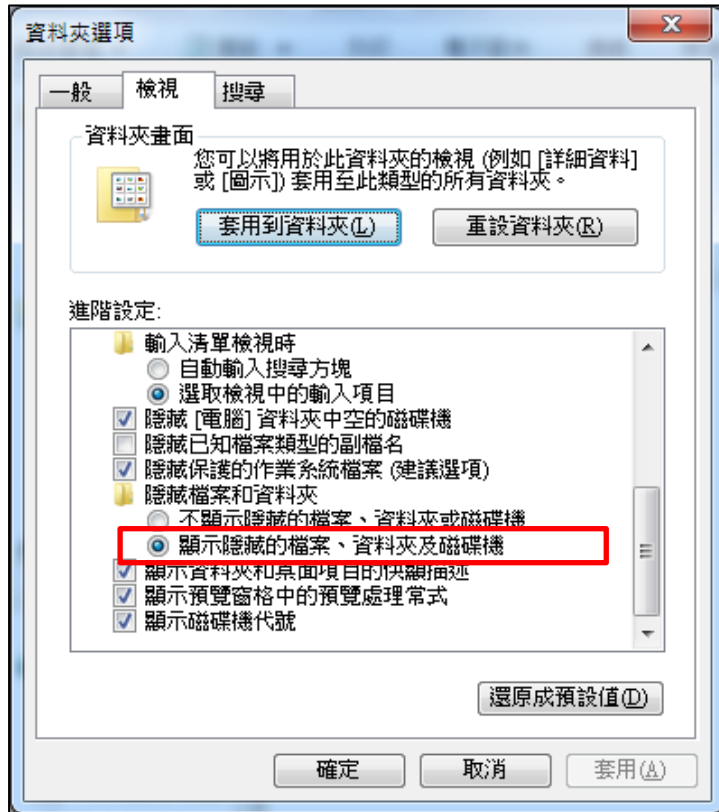 資料夾選項
一般
檢視
搜尋
資料夾畫面
您可以將用於此資料夾的檢視 (例如 [詳細資料]
或 [圖示]) 套用至此類型的所有資料夾。
套用到資料夾(L)
重設資料夾(R)
進階設定:
輸入清單檢視時
自動輸入搜尋方塊
選取檢視中的輸入項目
隱藏 [電腦] 資料夾中空的磁碟機
隱藏已知檔案類型的副檔名
隱藏保護的作業系統檔案 (建議選項)
隱藏檔案和資料夾
不顯示隱藏的檔案、資料夾或磁碟機
顯示隱藏的檔案、資料夾及磁碟機
顯示資料夾和桌面項目的快顯描述
顯示預覽窗格中的預覽處理常式
顯示磁碟機代號
還原成預設值(D)
確定
取消
套用(A)